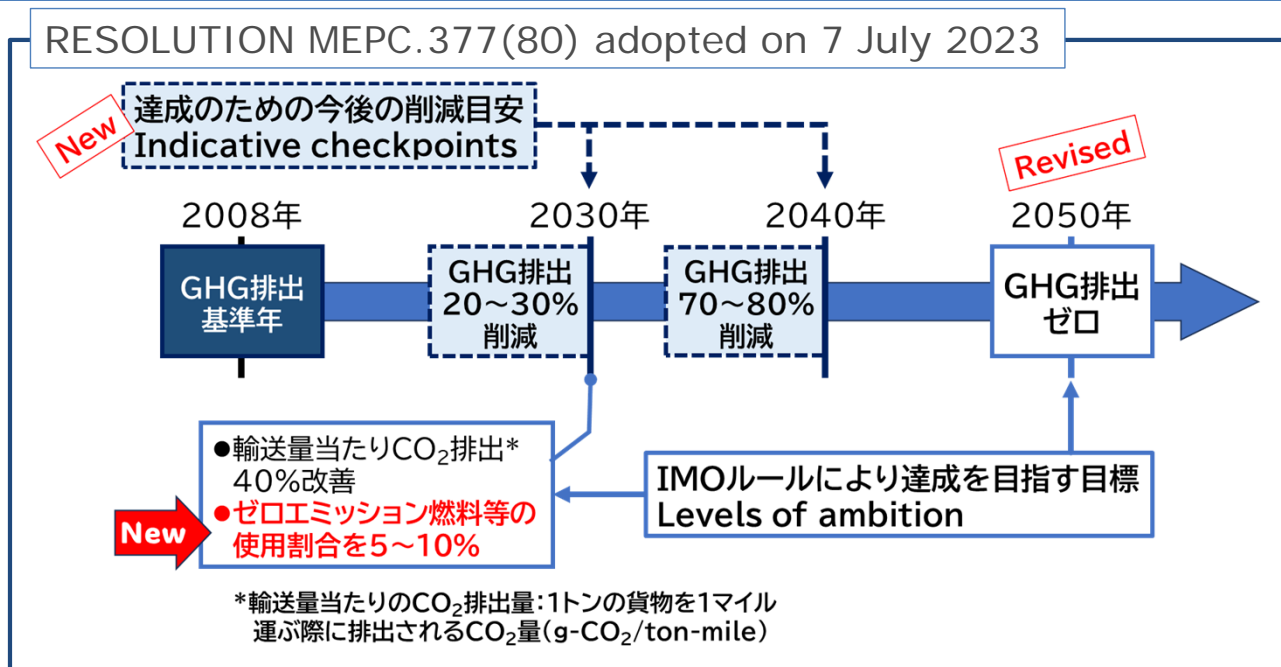 RESOLUTION MEPC.377(80) adopted on 7 July 2023
New
達成のための今後の削減目安
Indicative checkpoints
Revised
2008年
2030年
2040年
2050年
GHG排出
基準年
GHG排出
20～30%
削減
GHG排出
70～80%
削減
GHG排出
ゼロ
●輸送量当たりCO₂排出*
40%改善
New
●ゼロエミッション燃料等の
使用割合を5～10%
IMOルールにより達成を目指す目標
Levels of ambition
*輸送量当たりのCO₂排出量：1トンの貨物を1マイル
運ぶ際に排出されるCO₂量(g-CO₂/ton-mile)